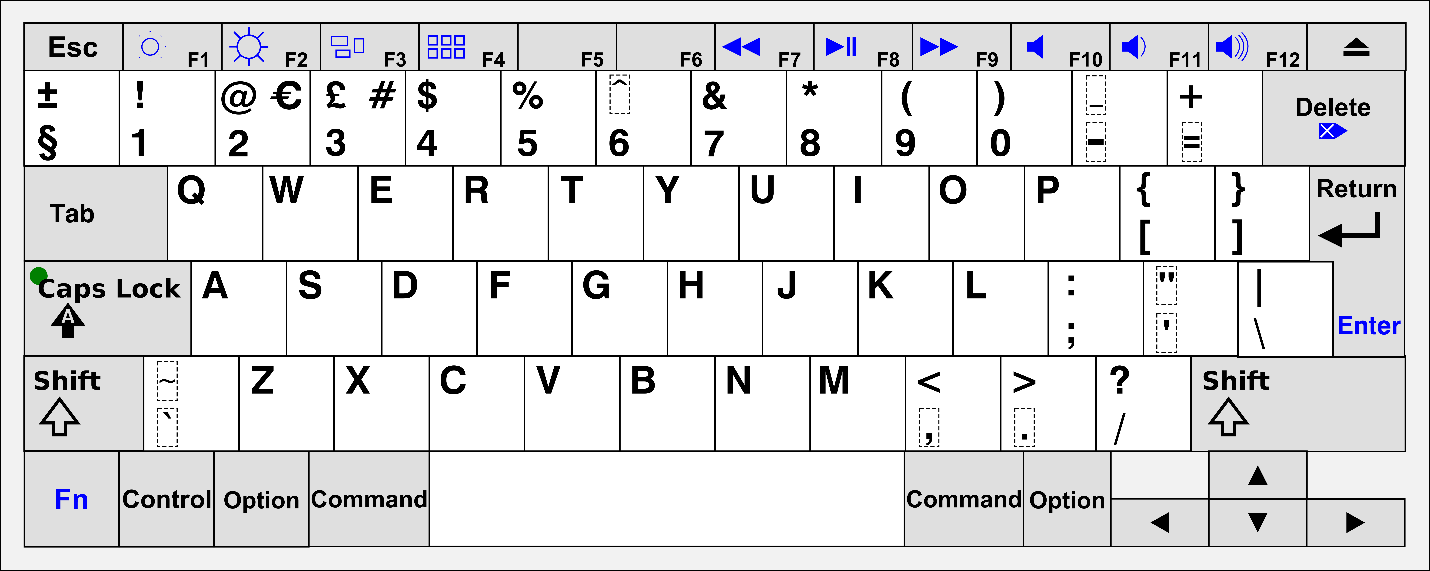 Esc F1 F2 F3 F4 F5 F6 F7 F8 F9 F10 F11 F12
± ! @ € £ # $ % ^ & * ( ) _ +
§ 1 2 3 4 5 6 7 8 9 0 - = Delete
Tab Q W E R T Y U I O P { } Return
[ ]
Caps Lock A S D F G H J K L : " |
A ; ' \ Enter
Shift ~ Z X C V B N M < > ? Shift
` , . /
Fn Control Option Command Command Option